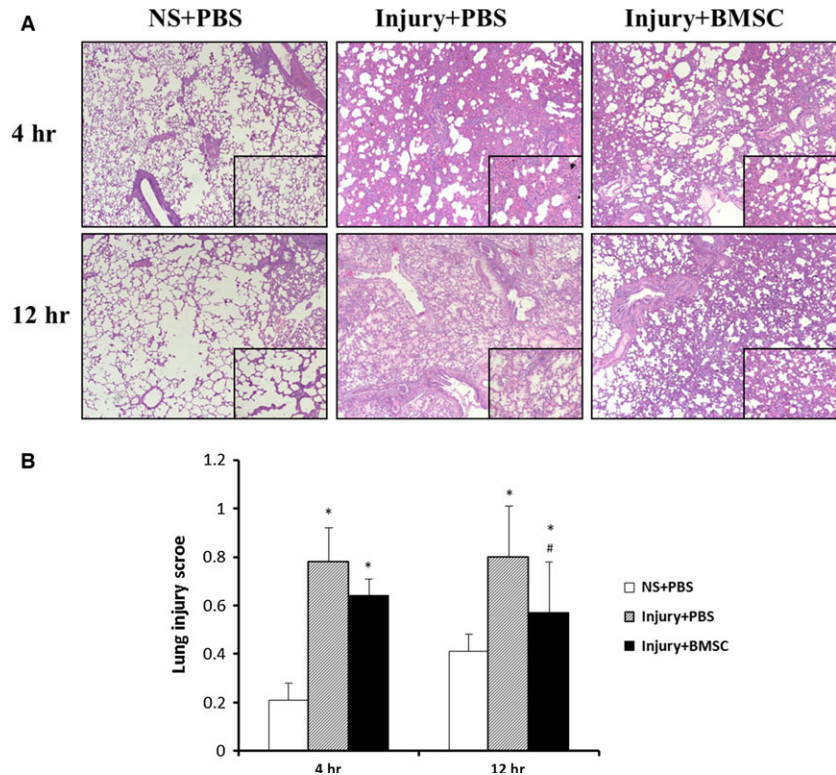 A
NS+PBS Injury+PBS Injury+BMSC
4 hr
12 hr
B
1.2
1
0.8
0.6
0.4
0.2
0
Lung injury scroe
* *
* *
#
4 hr 12 hr
NS+PBS
Injury+PBS
Injury+BMSC